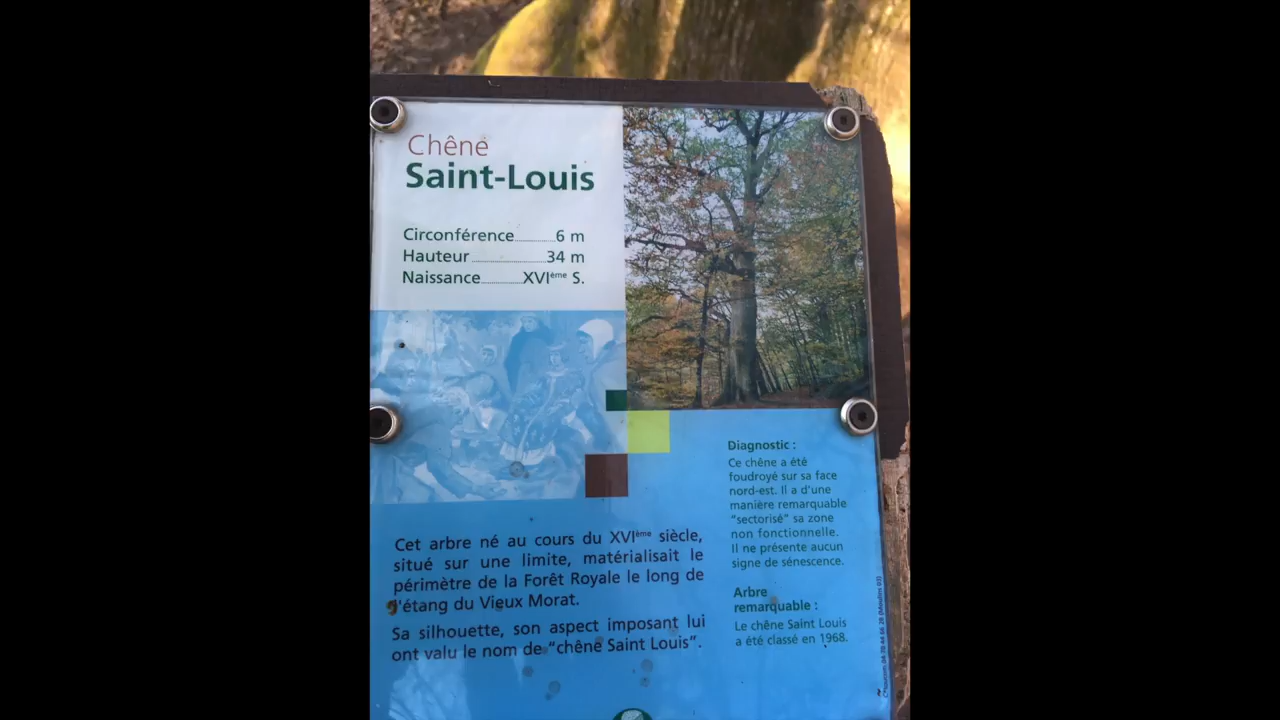 Chêne
Saint-Louis
Circonférence..............6 m
Hauteur..........................34 m
Naissance..............XVIème S.
Cet arbre né au cours du XVIème siècle,
situé sur une limite, matérialisait le
périmètre de la Forêt Royale le long de
l'étang du Vieux Morat.
Sa silhouette, son aspect imposant lui
ont valu le nom de "chêne Saint Louis".
Diagnostic :
Ce chêne a été
foudroyé sur sa face
nord-est. Il a d'une
manière remarquable
"sectorisé" sa zone
non fonctionnelle.
Il ne présente aucun
signe de sénescence.
Arbre
remarquable :
Le chêne Saint Louis
a été classé en 1968.